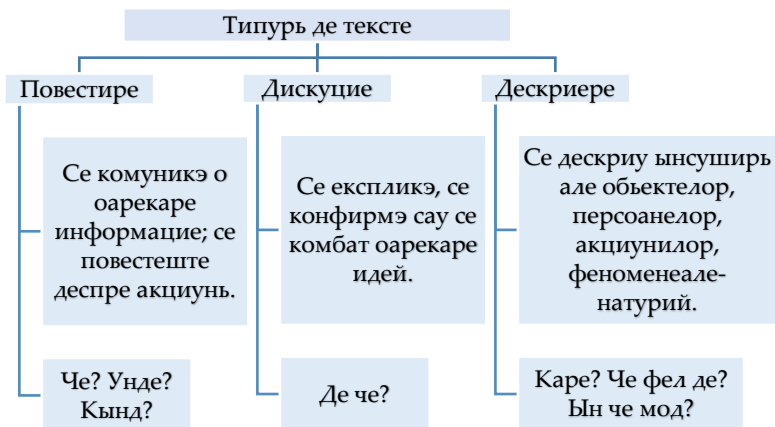 Типурь де тексте
Повестире
Дискуцие
Дескриере
Се комуникэ о
оарекаре
информацие; се
повестеште
деспре акциунь.
Се експликэ, се
конфирмэ сау се
комбат оарекаре
идей.
Се дескриу ынсуширь
але обьектелор,
персоанелор,
акциунилор,
феноменеале-
натурий.
Че? Унде?
Кынд?
Де че?
Каре? Че фел де?
Ын че мод?